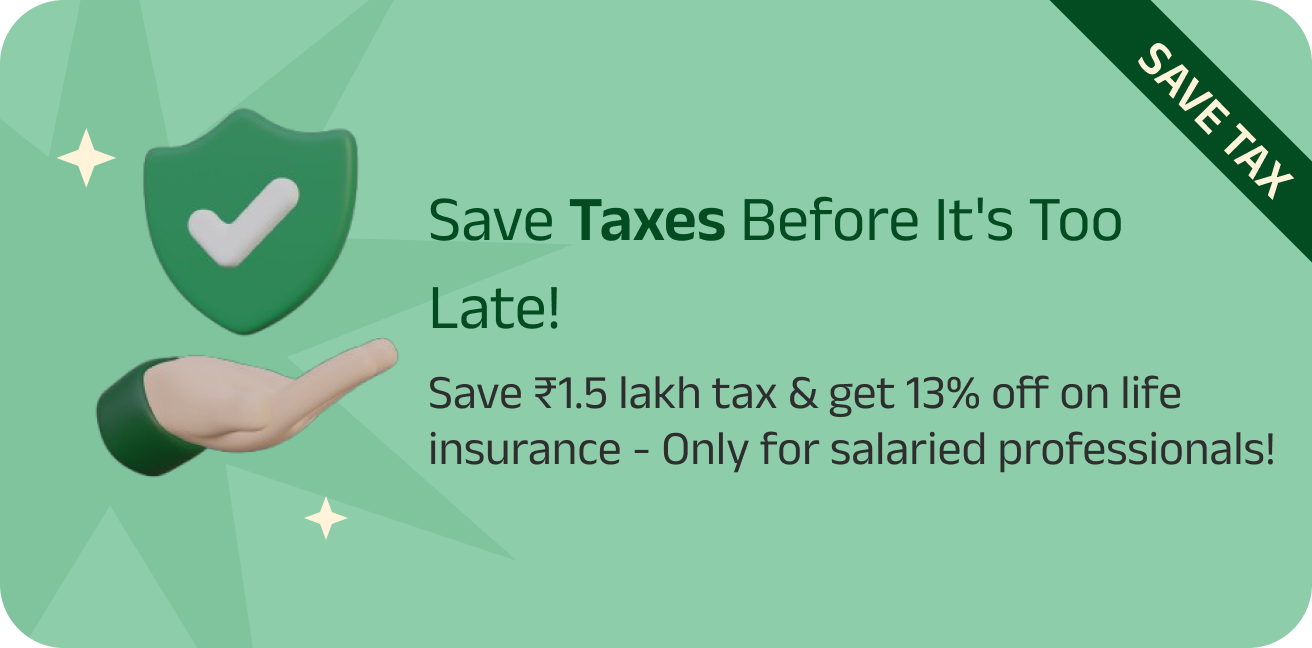 SAVE TAX
Save Taxes Before It's Too
Late!
Save ₹1.5 lakh tax & get 13% off on life
insurance - Only for salaried professionals!